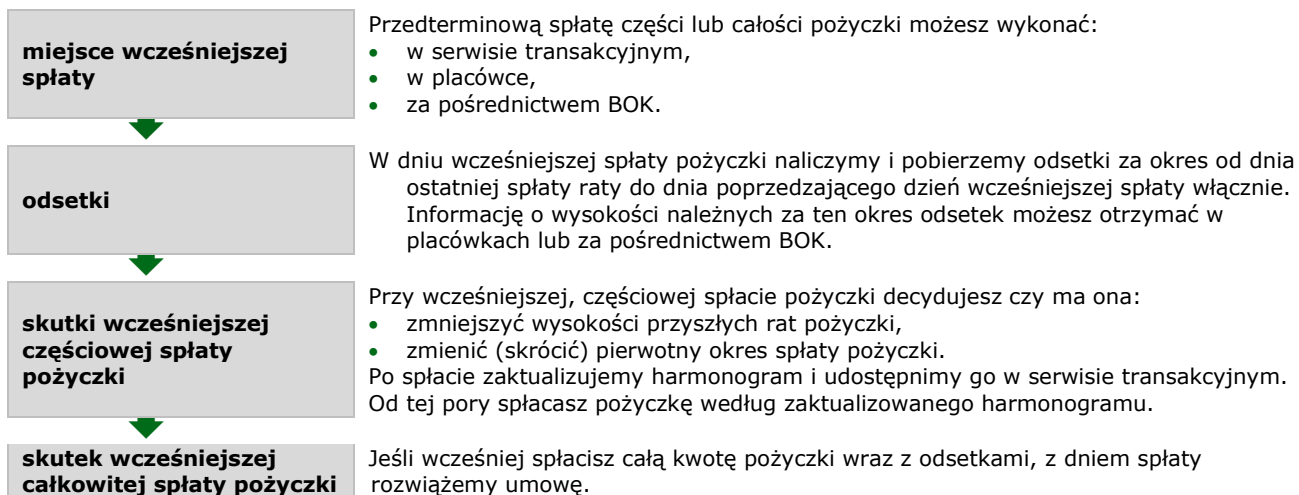 miejsce wcześniejszej
spłaty
Przedterminową spłatę części lub całości pożyczki możesz wykonać:
• w serwisie transakcyjnym,
• w placówce,
• za pośrednictwem BOK.
odsetki
W dniu wcześniejszej spłaty pożyczki naliczymy i pobierzemy odsetki za okres od dnia
ostatniej spłaty raty do dnia poprzedzającego dzień wcześniejszej spłaty włącznie.
Informację o wysokości należnych za ten okres odsetek możesz otrzymać w
placówkach lub za pośrednictwem BOK.
skutki wcześniejszej
częściowej spłaty
pożyczki
Przy wcześniejszej, częściowej spłacie pożyczki decydujesz czy ma ona:
• zmniejszyć wysokości przyszłych rat pożyczki,
• zmienić (skrócić) pierwotny okres spłaty pożyczki.
Po spłacie zaktualizujemy harmonogram i udostępnimy go w serwisie transakcyjnym.
Od tej pory spłacasz pożyczkę według zaktualizowanego harmonogramu.
skutek wcześniejszej
całkowitej spłaty pożyczki
Jeśli wcześniej spłacisz całą kwotę pożyczki wraz z odsetkami, z dniem spłaty
rozwiążemy umowę.